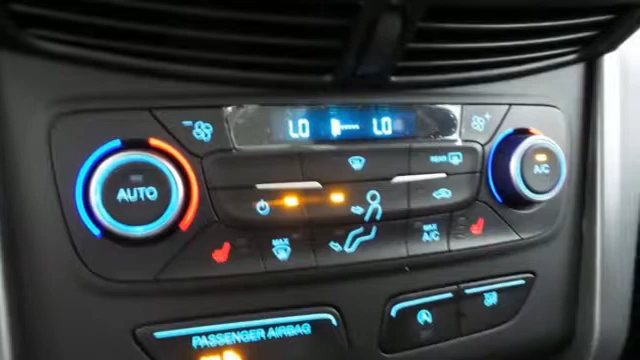 LO LO
REAR
AUTO
A/C
MAX
MAX
A/C
PASSENGER AIRBAG